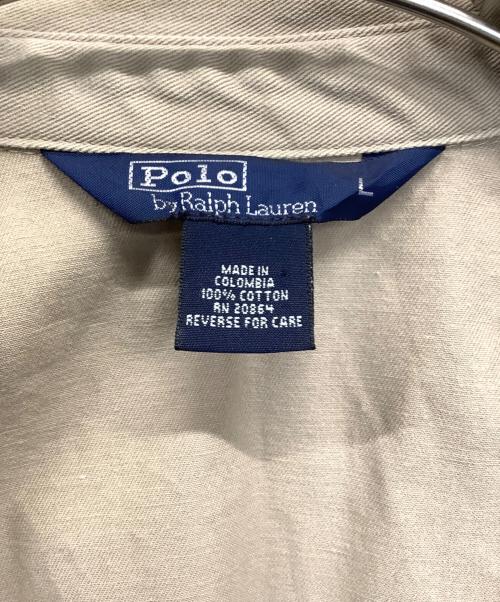 Polo
by Ralph Lauren
MADE IN
COLOMBIA
100% COTTON
RN 20864
REVERSE FOR CARE